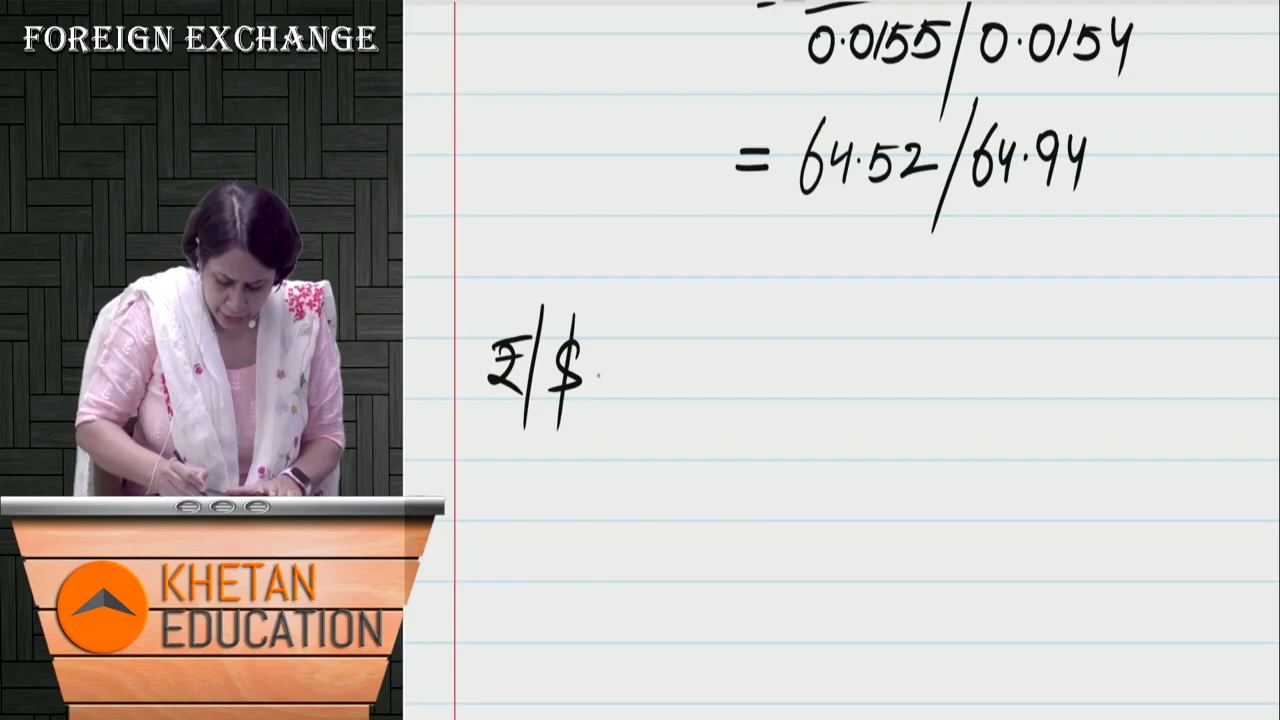 FOREIGN EXCHANGE
0.0155/0.0154
= 64.52/64.94
₹/$
KHETAN
EDUCATION